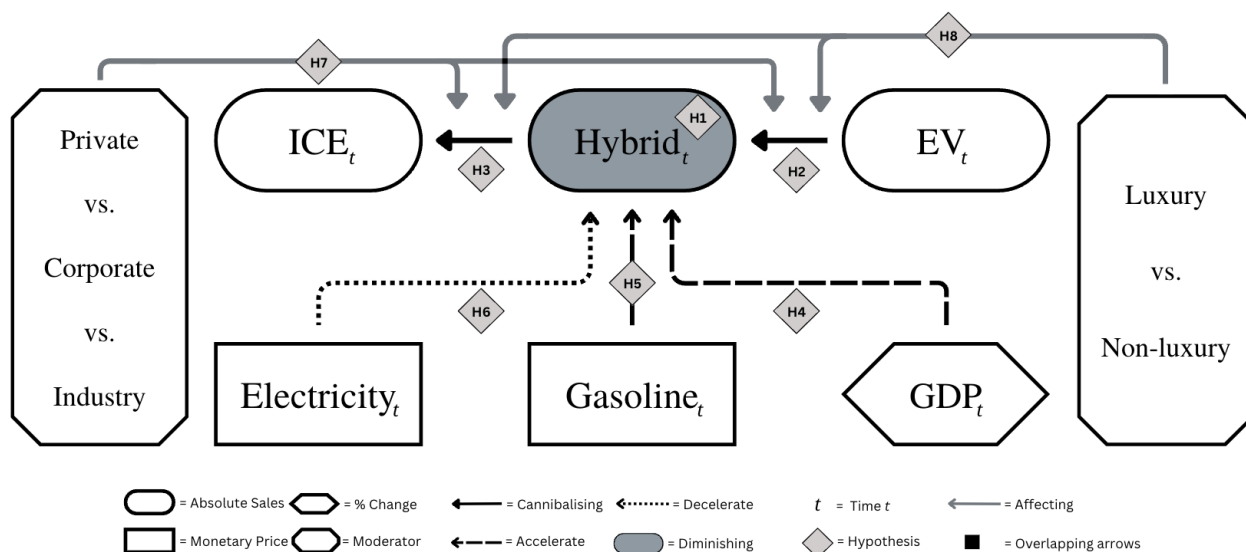 H8
H7
Private
vs.
Corporate
vs.
Industry
ICEt
H3
Hybridt
H1
H2
EVt
Luxury
vs.
Non-luxury
H6
H5
H4
Electricityt
Gasolinet
GDPt
= Absolute Sales
= % Change
= Cannibalising
= Decelerate
t = Time t
= Affecting
= Monetary Price
= Moderator
= Accelerate
= Diminishing
= Hypothesis
= Overlapping arrows